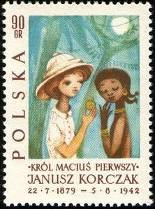 90
GR
POLSKA
·KRÓL MACIUŚ PIERWSZY·
JANUSZ KORCZAK
22·7·1879 – 5·8·1942